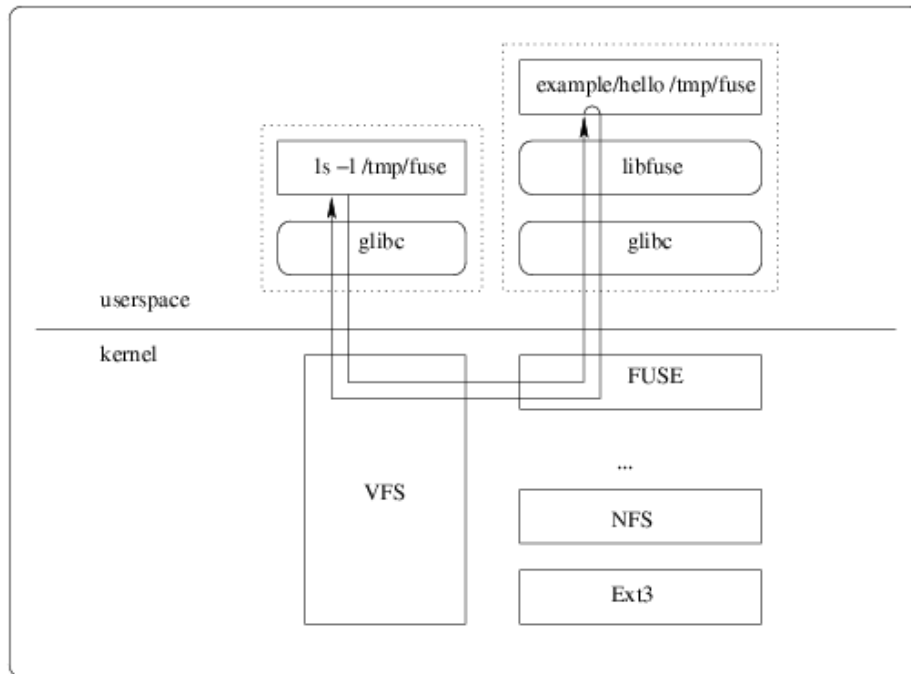 example/hello /tmp/fuse
ls –l /tmp/fuse
libfuse
glibc
glibc
userspace
kernel
FUSE
...
VFS
NFS
Ext3